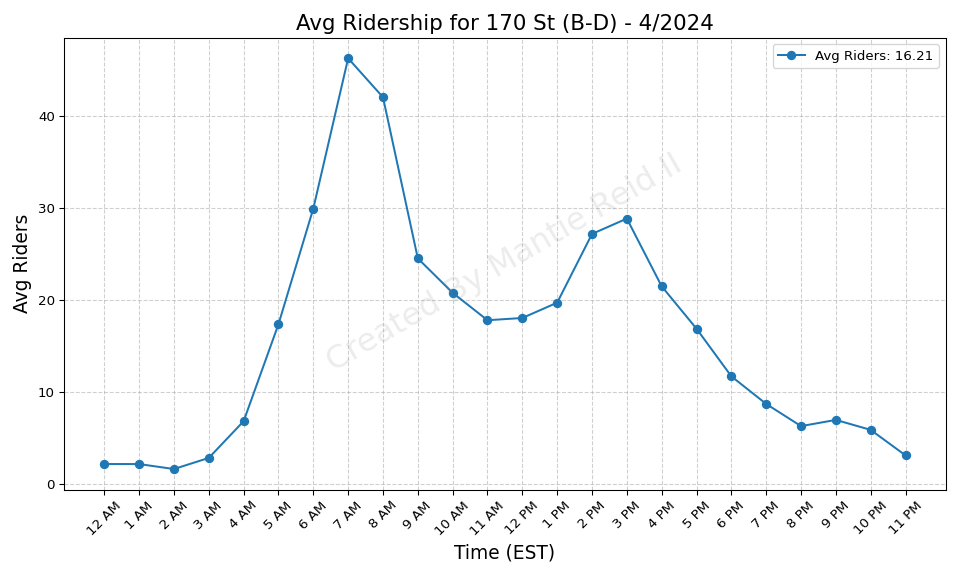 Avg Ridership for 170 St (B-D) - 4/2024
Avg Riders: 16.21
Avg Riders
40
30
20
10
0
Created By Mantie Reid II
12 AM
1 AM
2 AM
3 AM
4 AM
5 AM
6 AM
7 AM
8 AM
9 AM
10 AM
11 AM
12 PM
1 PM
2 PM
3 PM
4 PM
5 PM
6 PM
7 PM
8 PM
9 PM
10 PM
11 PM
Time (EST)